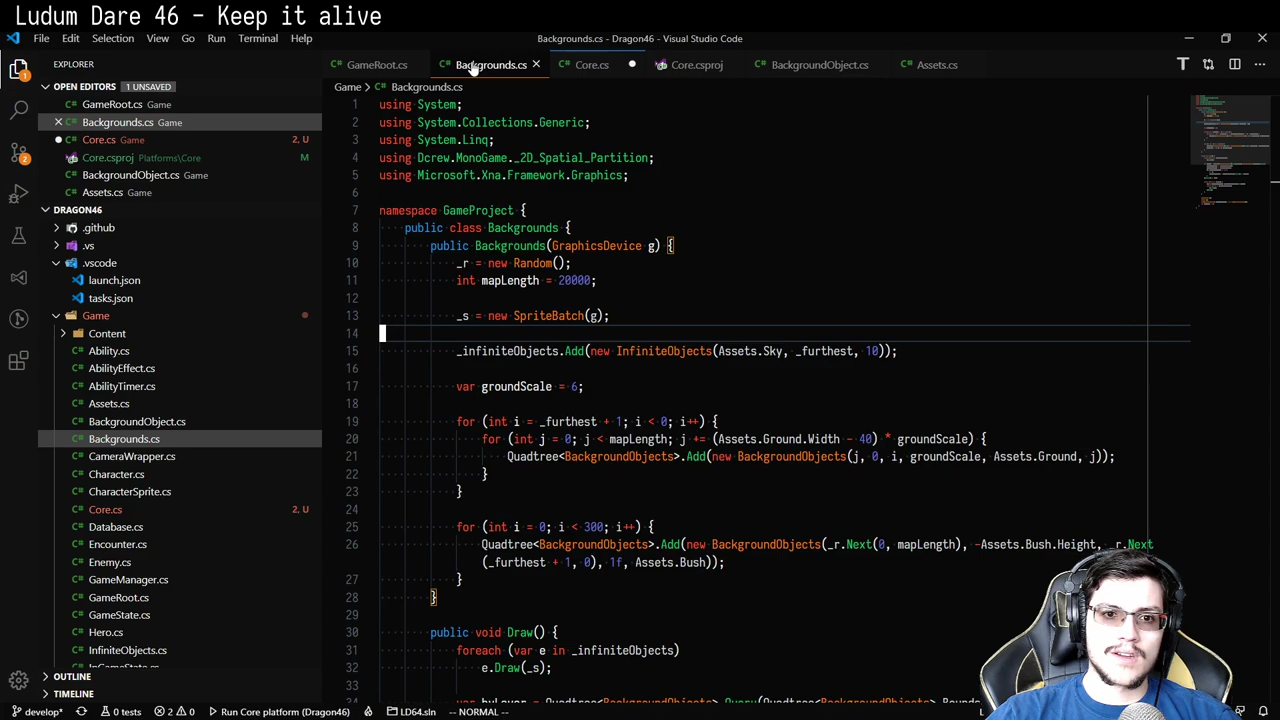 Ludum Dare 46 - Keep it alive
File Edit Selection View Go Run Terminal Help
Backgrounds.cs - Dragon46 - Visual Studio Code
EXPLORER
GameRoot.cs
Backgrounds.cs
Core.cs
Core.csproj
BackgroundObject.cs
Assets.cs
OPEN EDITORS 1 UNSAVED
GameRoot.cs Game
Backgrounds.cs Game
Core.cs Game 2, U
Core.csproj Platforms\Core M
BackgroundObject.cs Game
Assets.cs Game
DRAGON46
.github
.vs
.vscode
launch.json
tasks.json
Game
Content
Ability.cs
AbilityEffect.cs
AbilityTimer.cs
Assets.cs
BackgroundObject.cs
Backgrounds.cs
CameraWrapper.cs
Character.cs
CharacterSprite.cs
Core.cs 2, U
Database.cs
Encounter.cs
Enemy.cs
GameManager.cs
GameRoot.cs
GameState.cs
Hero.cs
InfiniteObjects.cs
InGameState.cs
OUTLINE
TIMELINE
Game > Backgrounds.cs
1 using System;
2 using System.Collections.Generic;
3 using System.Linq;
4 using Dcrew.MonoGame._2D_Spatial_Partition;
5 using Microsoft.Xna.Framework.Graphics;
6
7 namespace GameProject {
8 public class Backgrounds {
9 public Backgrounds(GraphicsDevice g) {
10 _r = new Random();
11 int mapLength = 20000;
12
13 _s = new SpriteBatch(g);
14
15 _infiniteObjects.Add(new InfiniteObjects(Assets.Sky, _furthest, 10));
16
17 var groundScale = 6;
18
19 for (int i = _furthest + 1; i < 0; i++) {
20 for (int j = 0; j < mapLength; j += (Assets.Ground.Width - 40) * groundScale) {
21 Quadtree<BackgroundObjects>.Add(new BackgroundObjects(j, 0, i, groundScale, Assets.Ground, j));
22 }
23 }
24
25 for (int i = 0; i < 300; i++) {
26 Quadtree<BackgroundObjects>.Add(new BackgroundObjects(_r.Next(0, mapLength), -Assets.Bush.Height, _r.Next
(_furthest + 1, 0), 1f, Assets.Bush));
27 }
28 }
29
30 public void Draw() {
31 foreach (var e in _infiniteObjects)
32 e.Draw(_s);
33
develop* 0 tests 2 0 Run Core platform (Dragon46) LD64.sln -- NORMAL --